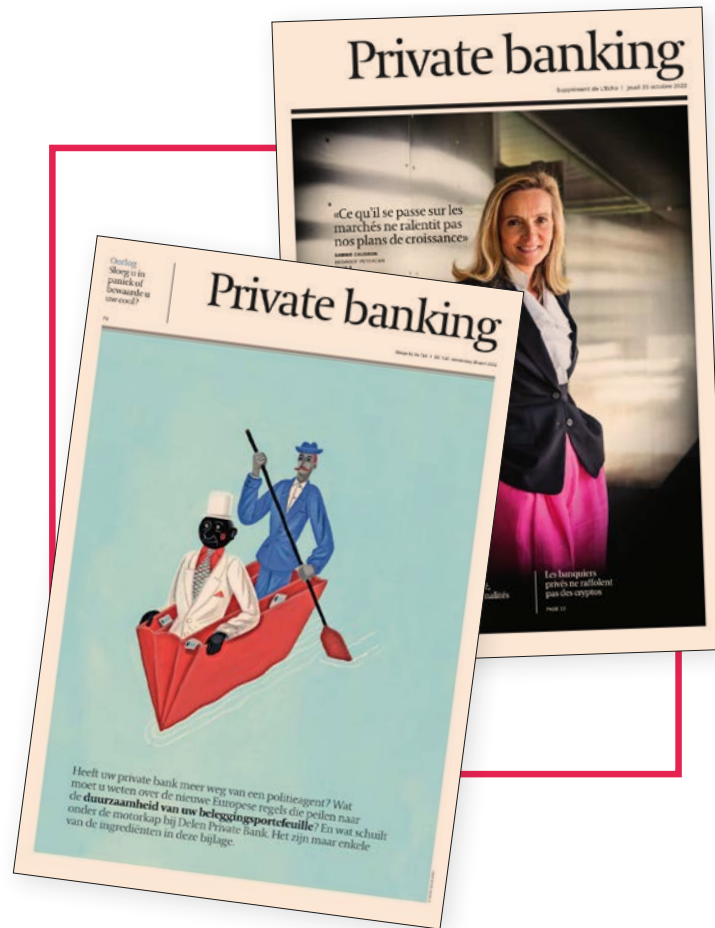 Private banking
Supplément de L'Echo | Jeudi 20 octobre 2022
«Ce qu'il se passe sur les
marchés ne ralentit pas
nos plans de croissance»
Les banquiers
privés ne raffolent
pas des cryptos
PAGE 12
Oorlog
Sloeg u in
paniek of
bewaarde u
uw cool?
Private banking
Heeft uw private bank meer weg van een politieagent? Wat
moet u weten over de nieuwe Europese regels die peilen naar
de duurzaamheid van uw beleggingsportefeuille? En wat schuilt
onder de motorkap bij Delen Private Bank. Het zijn maar enkele
van de ingrediënten in deze bijlage.